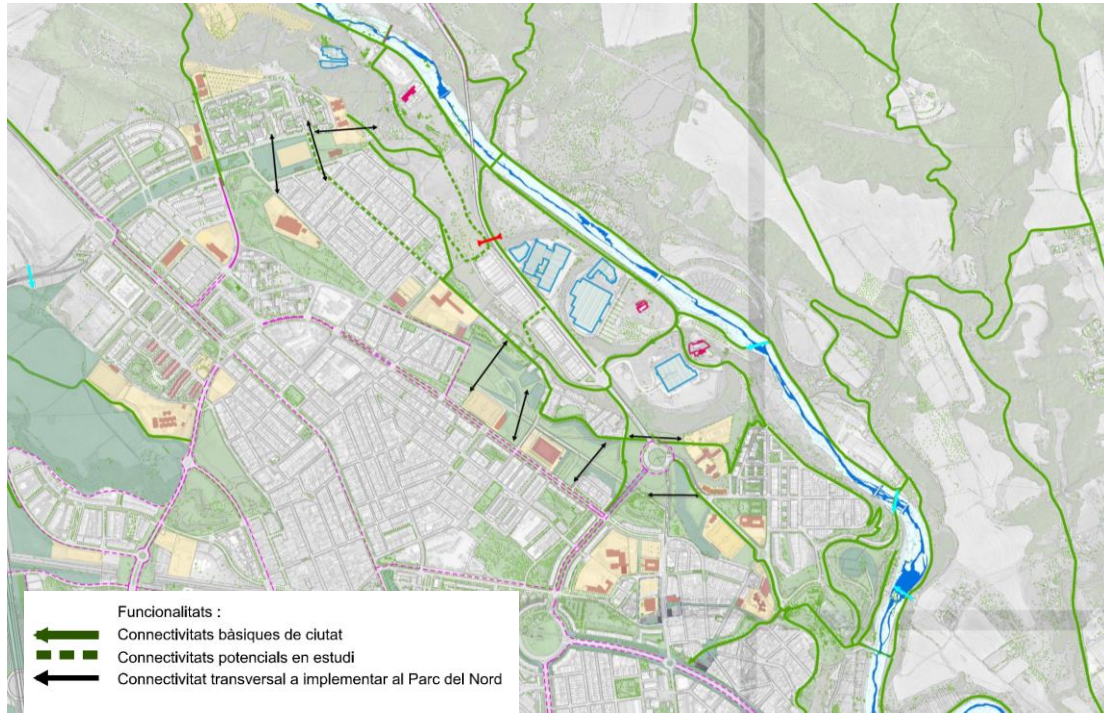 Funcionalitats :
Connectivitats bàsiques de ciutat
Connectivitats potencials en estudi
Connectivitat transversal a implementar al Parc del Nord